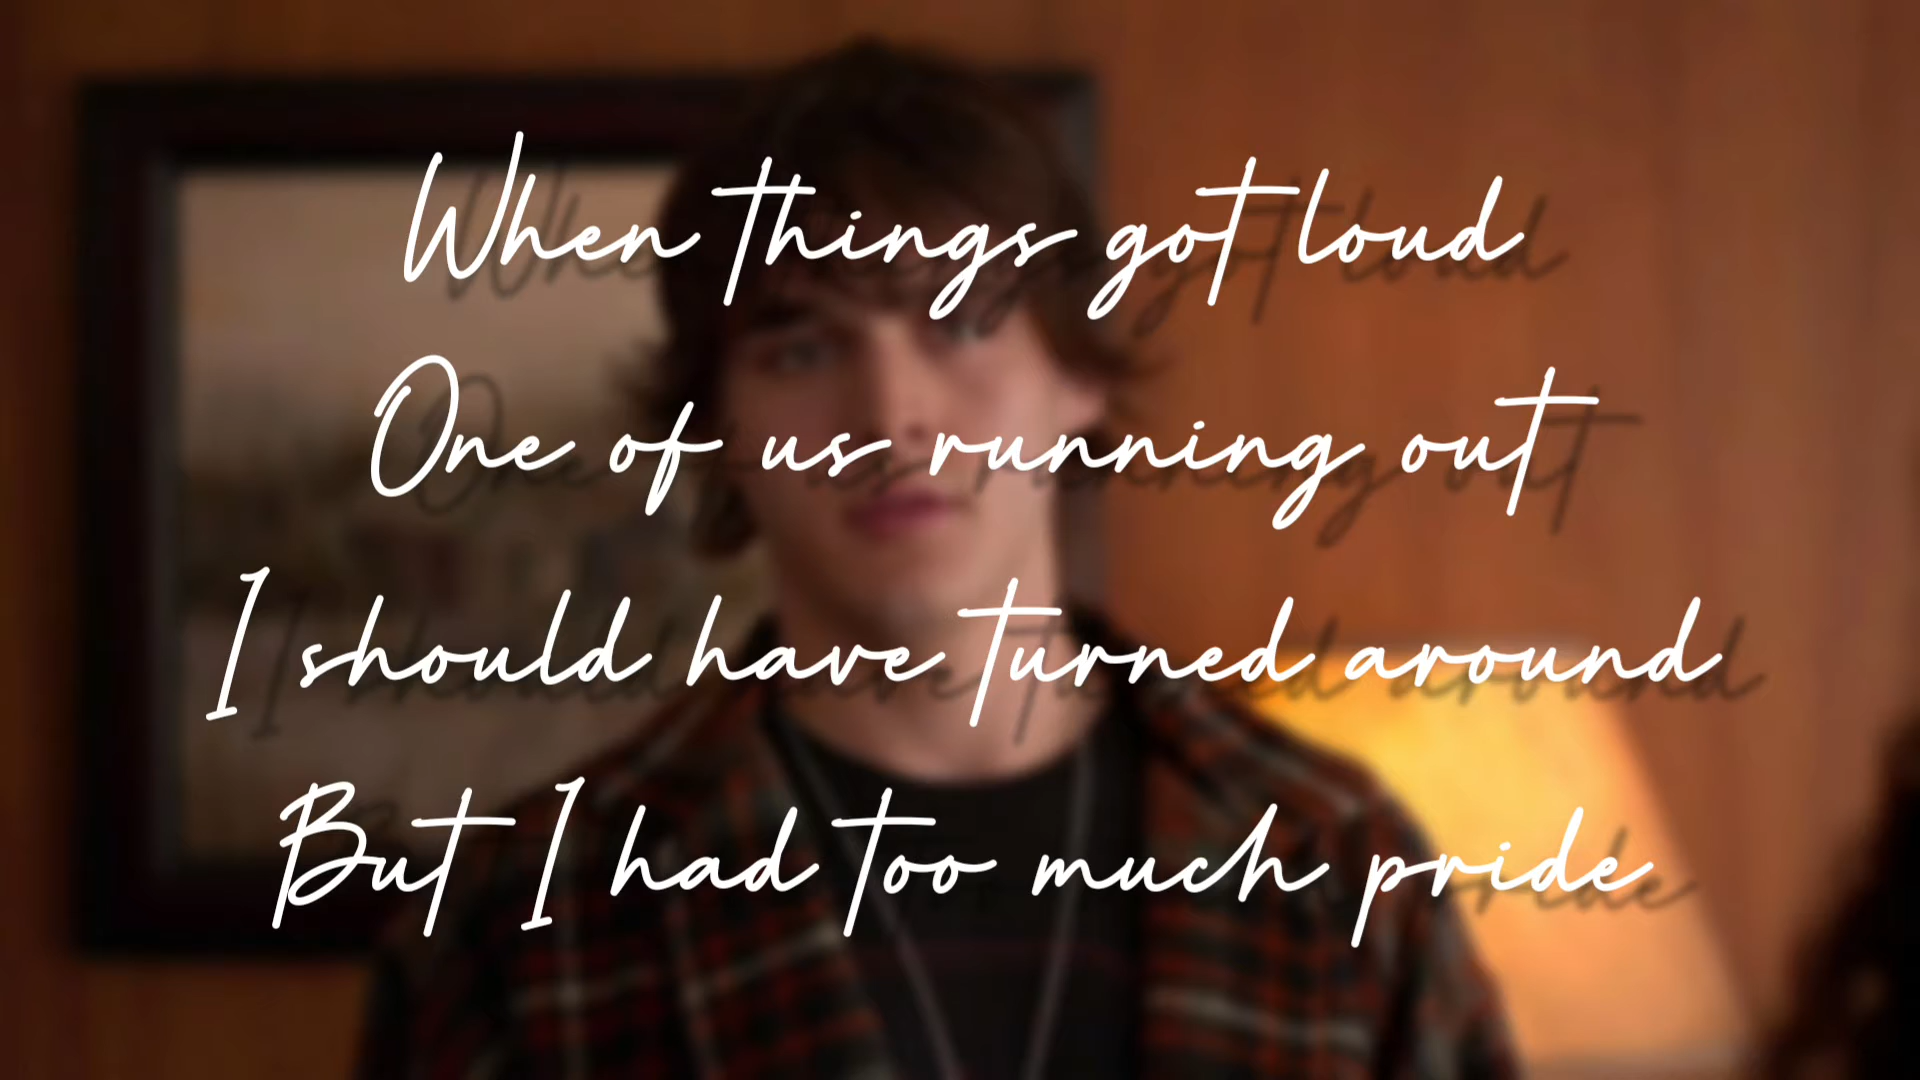 When things got loud
One of us running out
I should have turned around
But I had too much pride